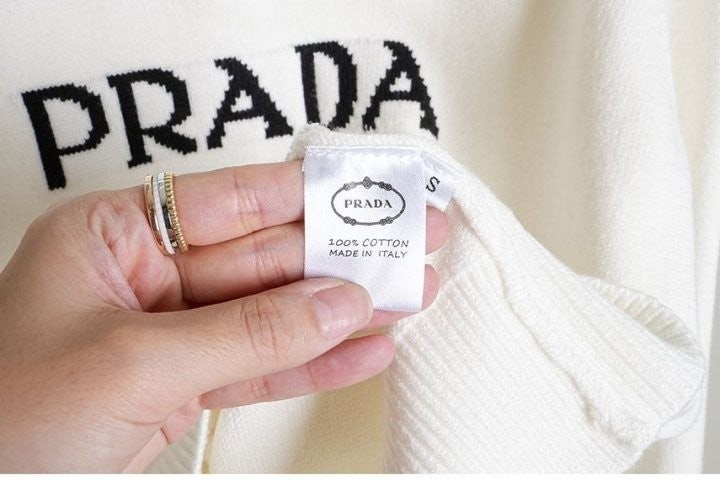 PRADA
PRADA
S
100% COTTON
MADE IN ITALY